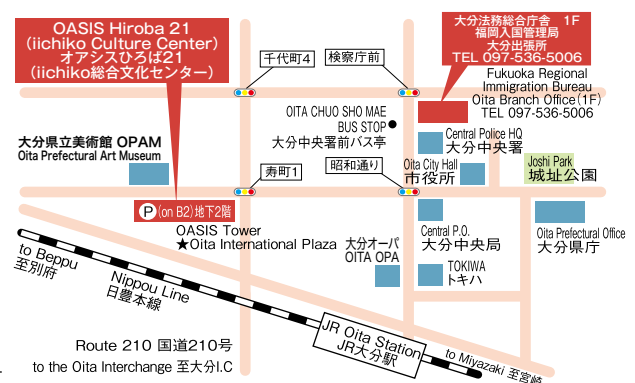 OASIS Hiroba 21
(iichiko Culture Center)
オアシスひろば21
(iichiko総合文化センター)
大分法務総合庁舎 1F
福岡入国管理局
大分出張所
TEL 097-536-5006
千代町4
検察庁前
Fukuoka Regional
Immigration Bureau
Oita Branch Office(1F)
TEL 097-536-5006
OITA CHUO SHO MAE
BUS STOP
大分中央署前バス亭
Central Police HQ
大分中央署
大分県立美術館 OPAM
Oita Prefectural Art Museum
寿町1
昭和通り
Oita City Hall
市役所
Joshi Park
城址公園
P (on B2)地下2階
OASIS Tower
★Oita International Plaza
Central P.O.
大分中央局
Oita Prefectural Office
大分県庁
大分オーパ
OITA OPA
TOKIWA
トキハ
to Beppu
至別府
Nippou Line
日豊本線
JR Oita Station
JR大分駅
to Miyazaki 至宮崎
Route 210 国道210号
to the Oita Interchange 至大分I.C